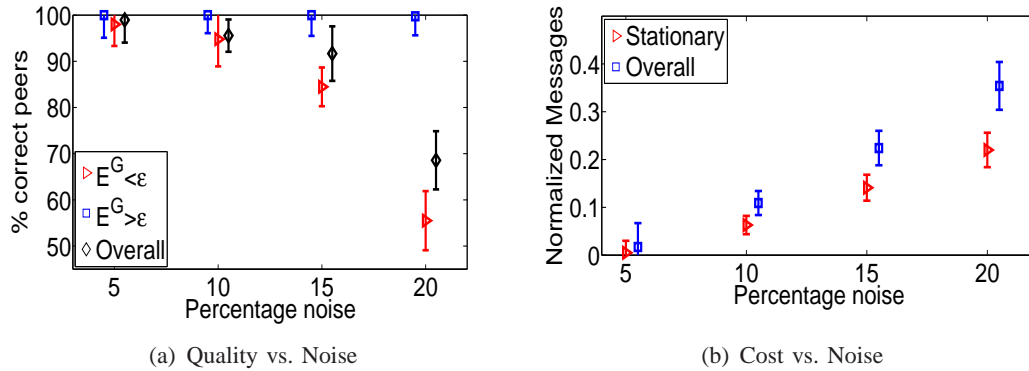 100
90
80
70
60
50
% correct peers
E^G<ε
E^G>ε
Overall
5 10 15 20
Percentage noise
(a) Quality vs. Noise
Stationary
Overall
0.4
0.3
0.2
0.1
0
Normalized Messages
5 10 15 20
Percentage noise
(b) Cost vs. Noise